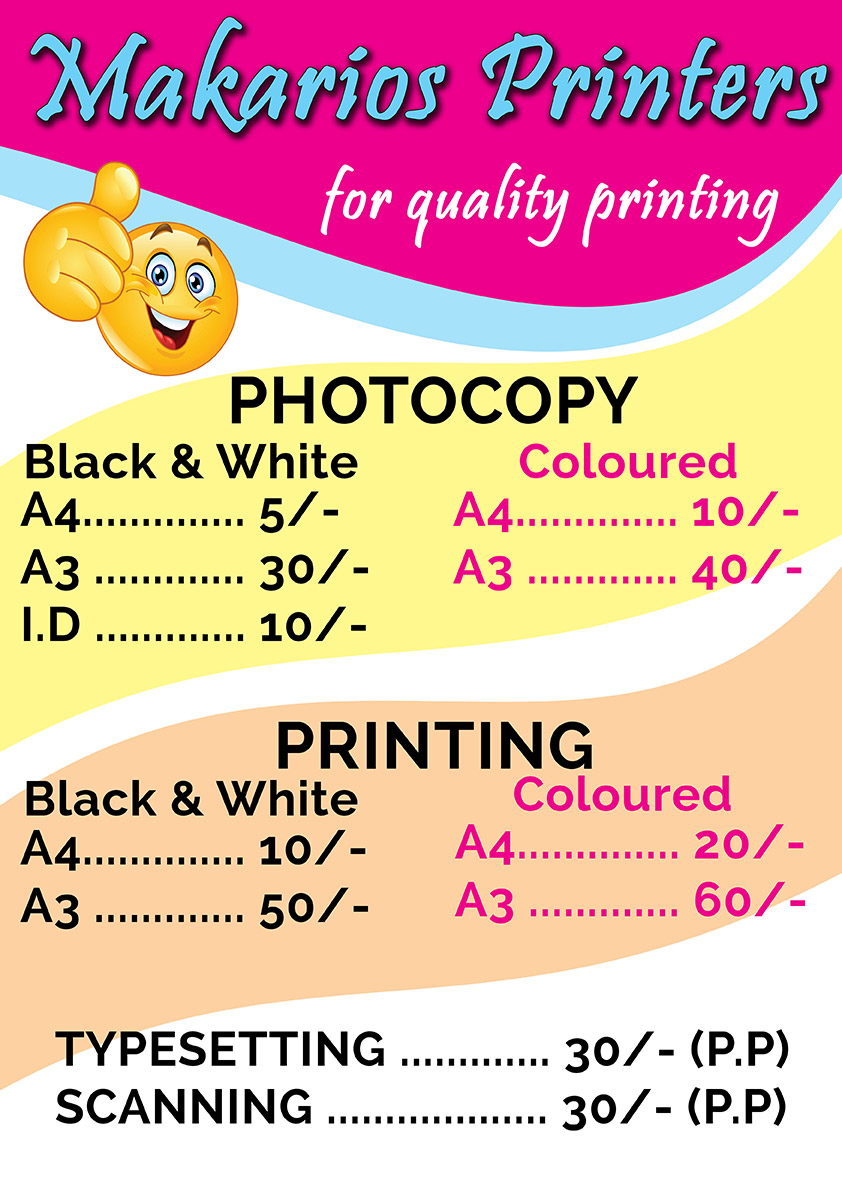 Makarios Printers
for quality printing
PHOTOCOPY
Black & White
A4.............. 5/-
A3 ............. 30/-
I.D ............. 10/-
Coloured
A4.............. 10/-
A3 ............. 40/-
PRINTING
Black & White
A4.............. 10/-
A3 ............. 50/-
Coloured
A4.............. 20/-
A3 ............. 60/-
TYPESETTING ............. 30/- (P.P)
SCANNING ................... 30/- (P.P)